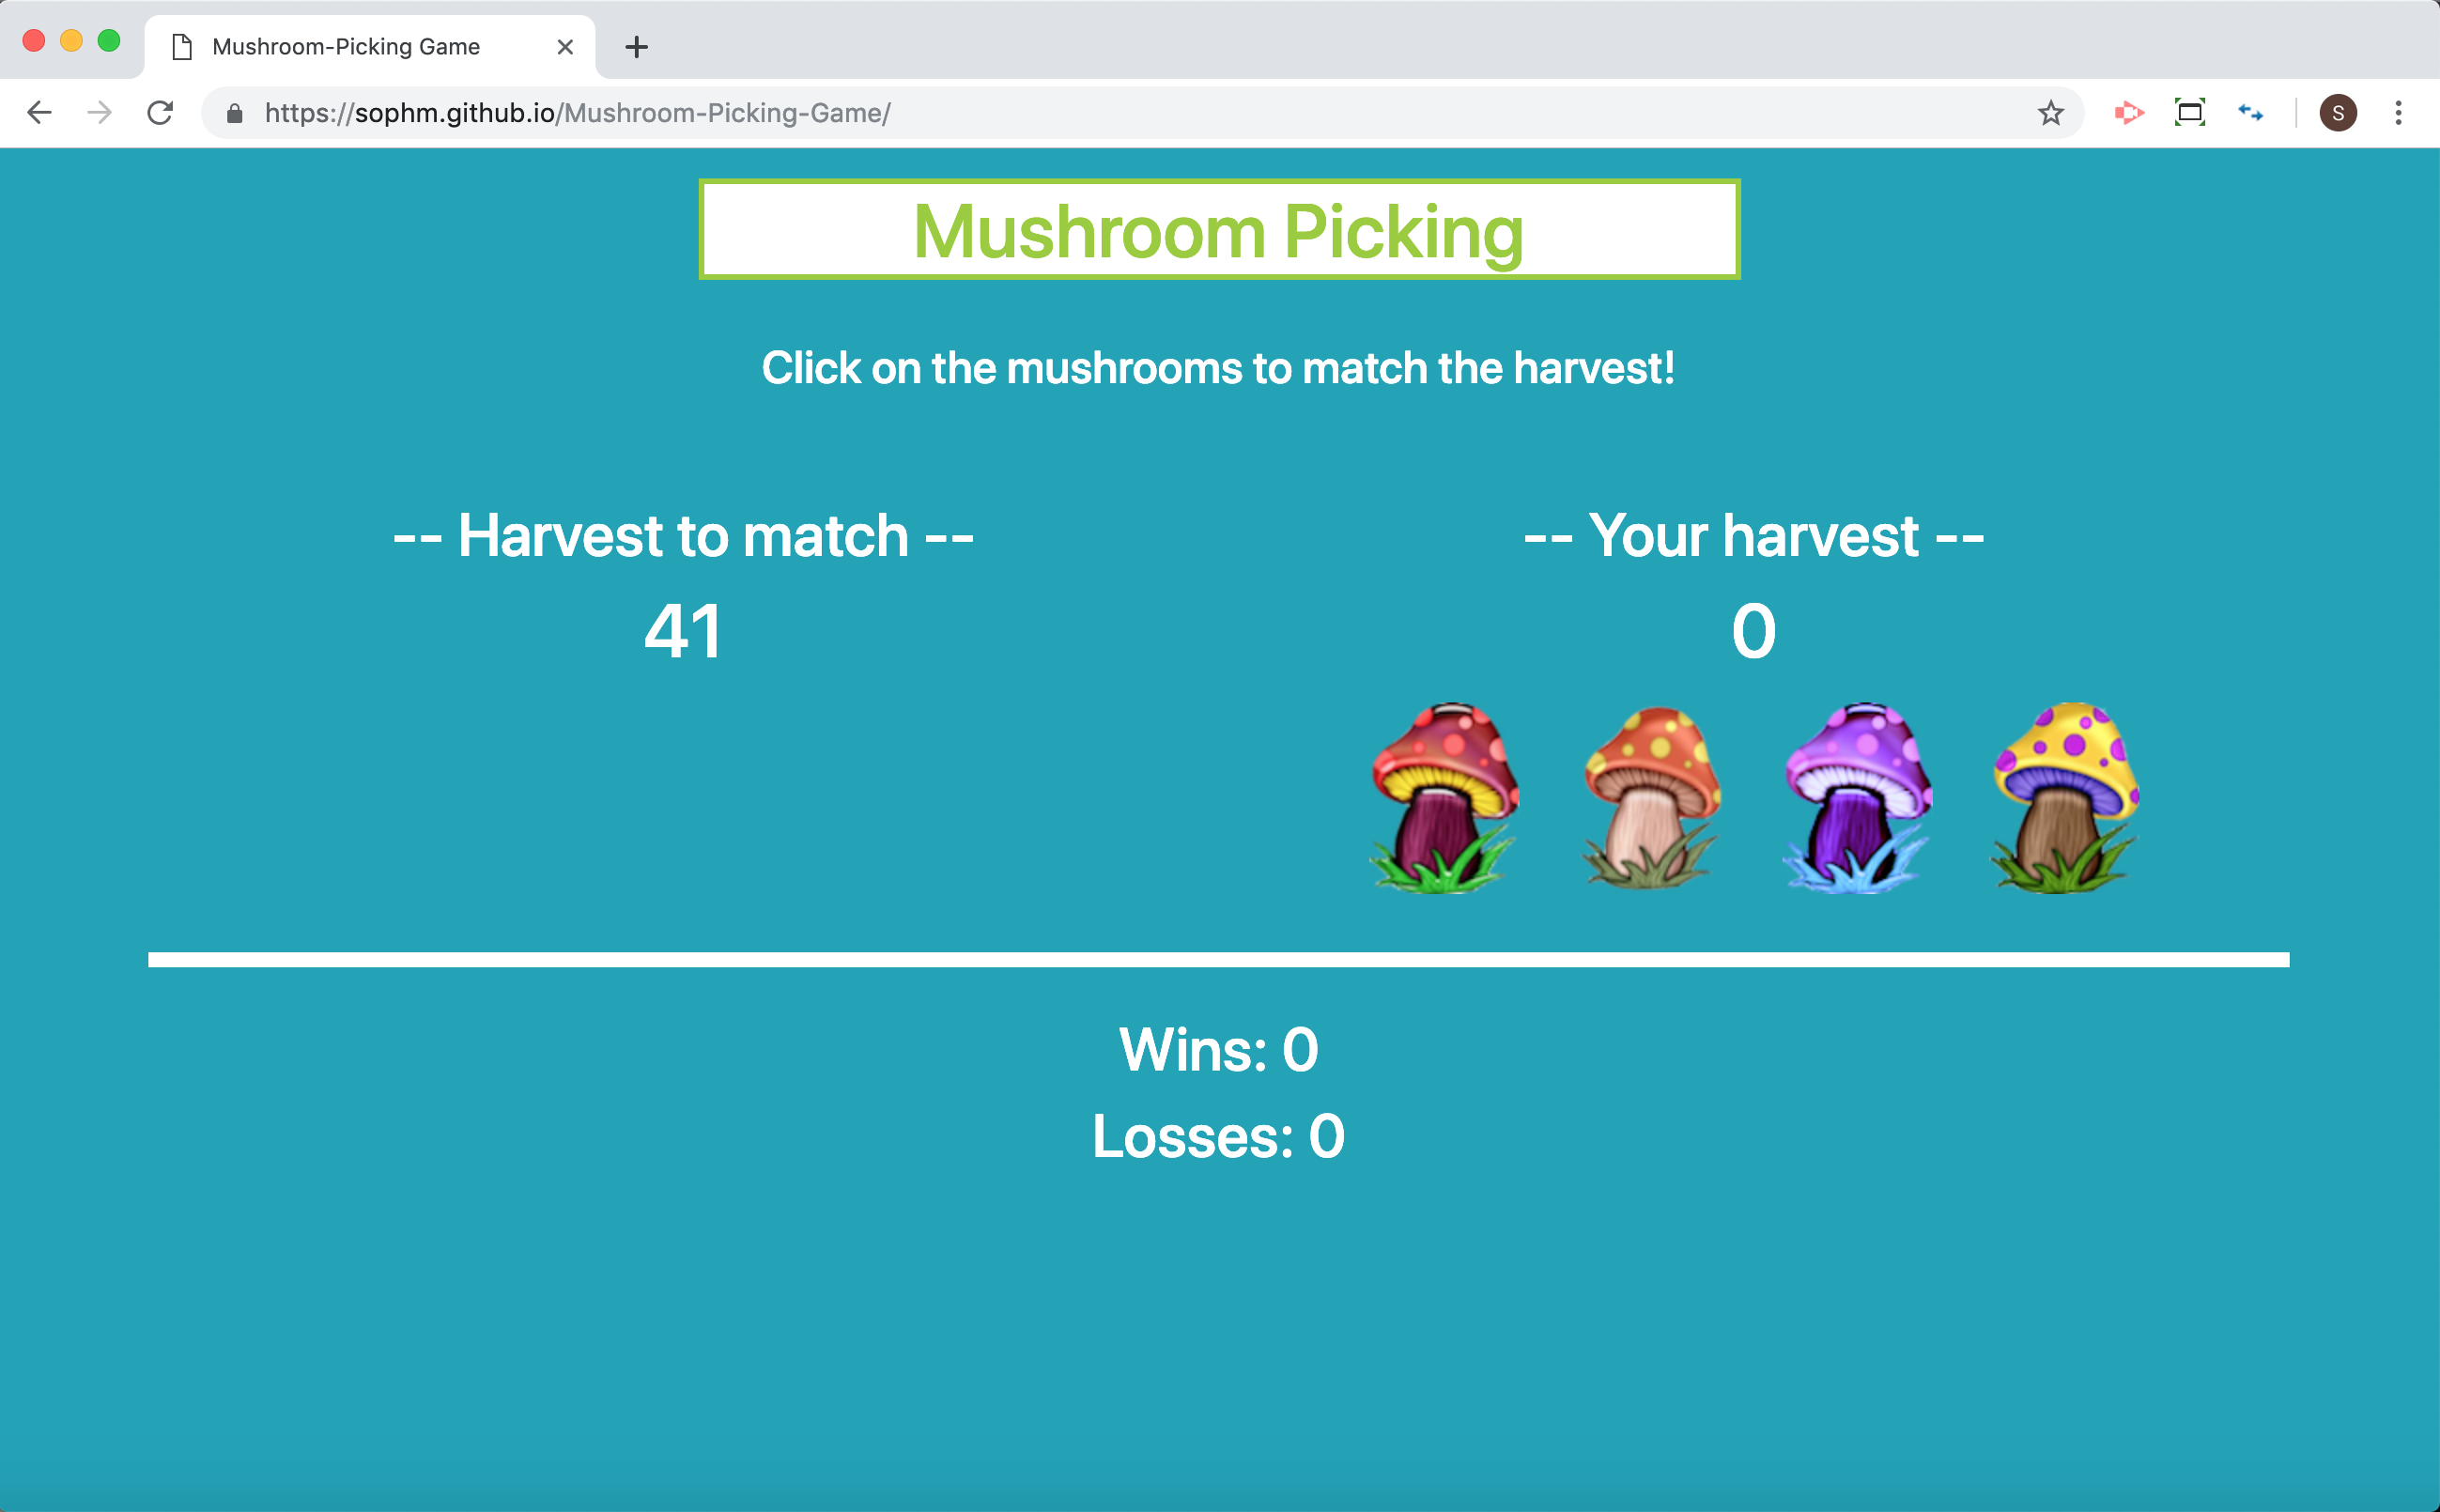 Mushroom-Picking Game
https://sophm.github.io/Mushroom-Picking-Game/
S
Mushroom Picking
Click on the mushrooms to match the harvest!
-- Harvest to match --
41
-- Your harvest --
0
Wins: 0
Losses: 0